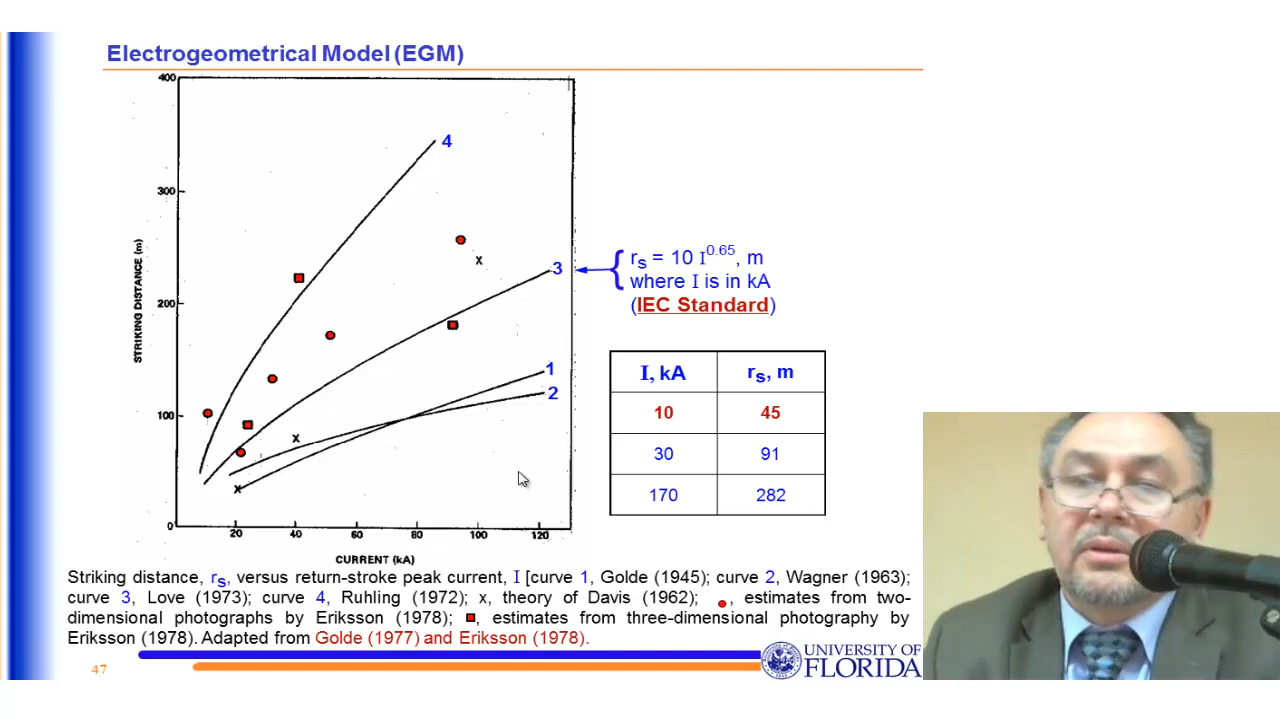 Electrogeometrical Model (EGM)
400
4
300
STRIKING DISTANCE (m)
3
rs = 10 I^0.65, m
where I is in kA
(IEC Standard)
200
1
2
100
0
20 40 60 80 100 120
CURRENT (kA)
I, kA rs, m
10 45
30 91
170 282
Striking distance, rs, versus return-stroke peak current, I [curve 1, Golde (1945); curve 2, Wagner (1963);
curve 3, Love (1973); curve 4, Ruhling (1972); x, theory of Davis (1962); ●, estimates from two-
dimensional photographs by Eriksson (1978); ■, estimates from three-dimensional photography by
Eriksson (1978). Adapted from Golde (1977) and Eriksson (1978).
47
UNIVERSITY OF
FLORIDA